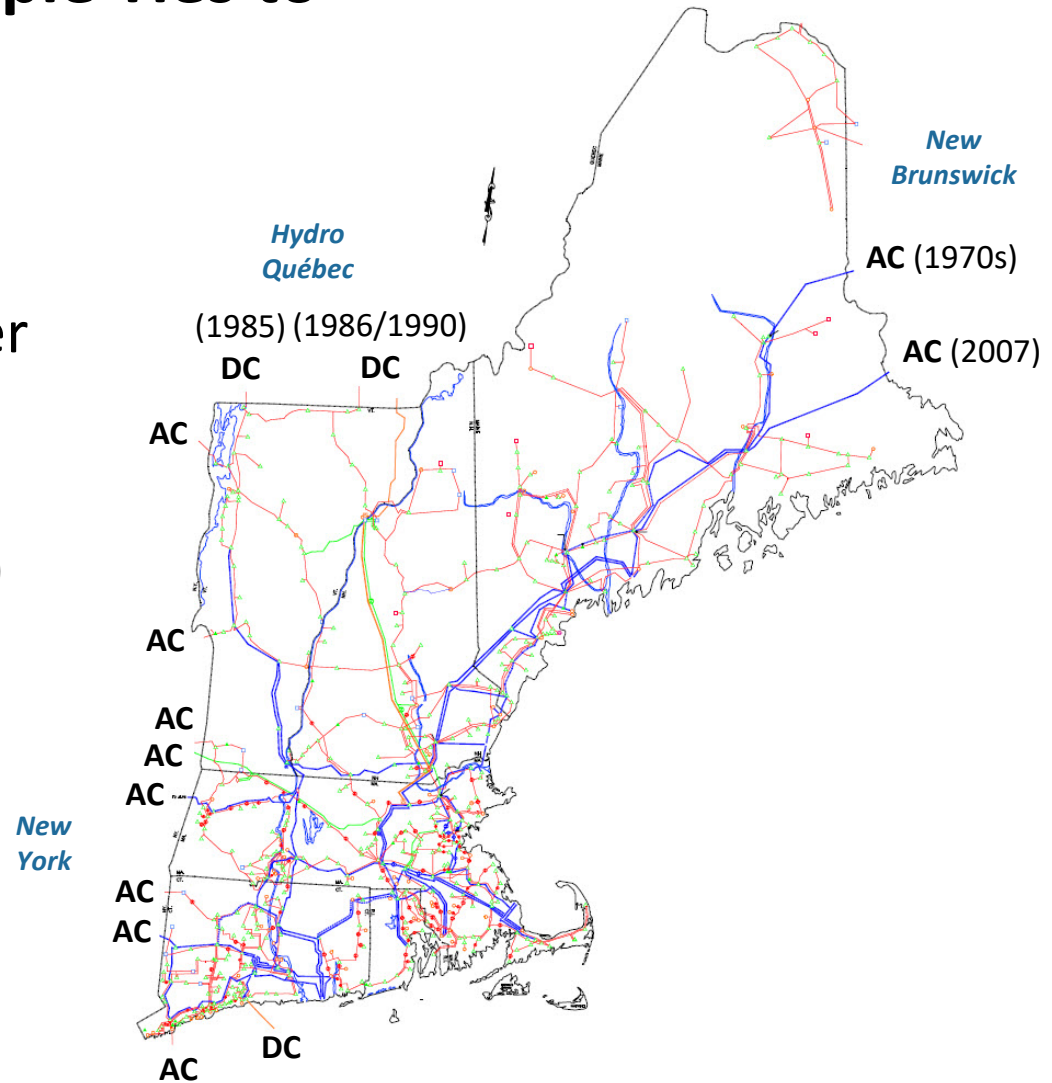 New
Brunswick
Hydro
Québec
AC (1970s)
er
(1985) (1986/1990)
DC DC
AC (2007)
AC
)
AC
AC
AC
AC
New
York
AC
AC
DC
AC